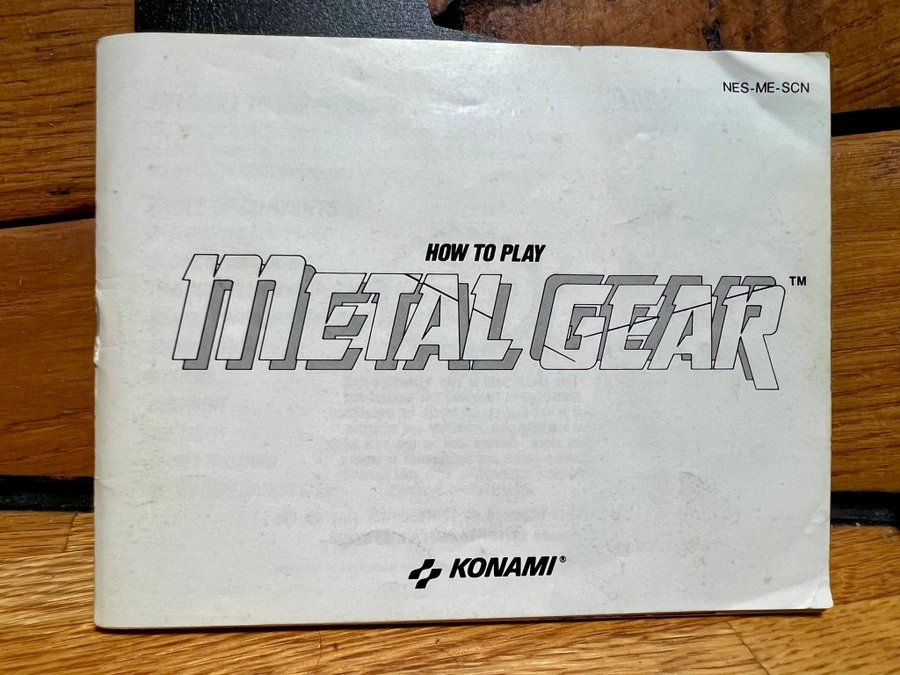 NES-ME-SCN
HOW TO PLAY
METAL GEAR™
KONAMI®